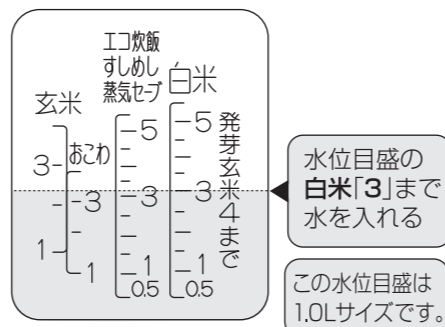 玄米
3
1
おこわ
3
1
エコ炊飯
すしめし
蒸気セーブ
5
3
1
0.5
白米
5
3
1
0.5
発芽玄米4まで
水位目盛の
白米「3」まで
水を入れる
この水位目盛は
1.0Lサイズです。